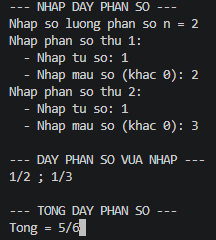 --- NHAP DAY PHAN SO ---
Nhap so luong phan so n = 2
Nhap phan so thu 1:
  - Nhap tu so: 1
  - Nhap mau so (khac 0): 2
Nhap phan so thu 2:
  - Nhap tu so: 1
  - Nhap mau so (khac 0): 3

--- DAY PHAN SO VUA NHAP ---
1/2 ; 1/3

--- TONG DAY PHAN SO ---
Tong = 5/6